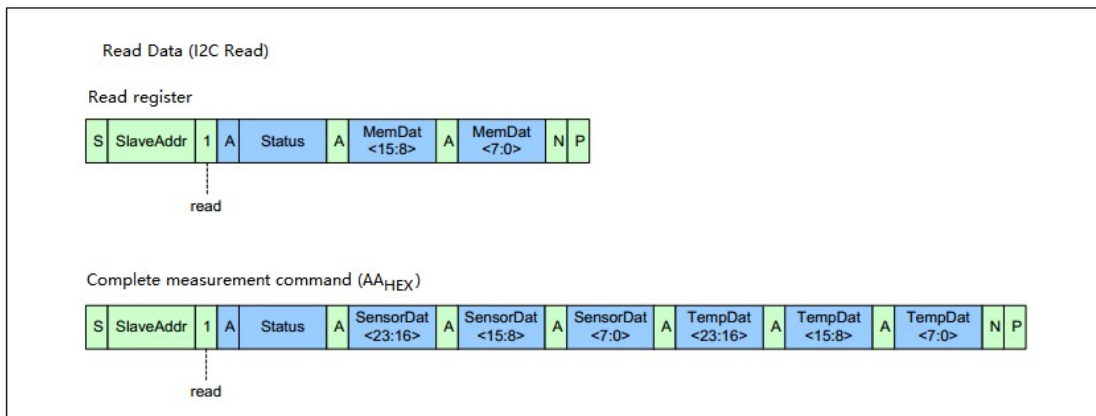 Read Data (I2C Read)
Read register
S SlaveAddr 1 A Status A MemDat <15:8> A MemDat <7:0> N P
read
Complete measurement command (AA HEX)
S SlaveAddr 1 A Status A SensorDat <23:16> A SensorDat <15:8> A SensorDat <7:0> A TempDat <23:16> A TempDat <15:8> A TempDat <7:0> N P
read